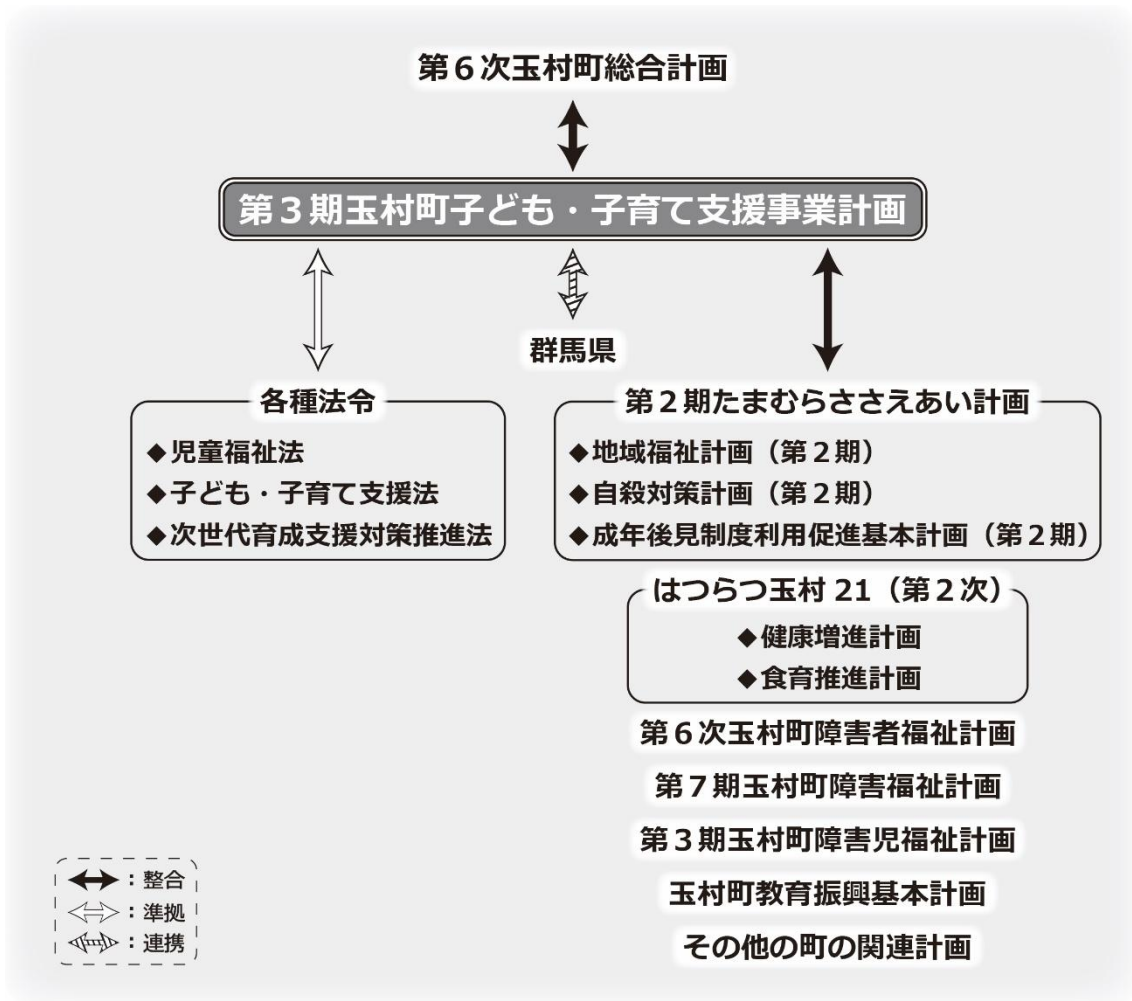 第６次玉村町総合計画
第３期玉村町子ども・子育て支援事業計画
群馬県
各種法令
◆児童福祉法
◆子ども・子育て支援法
◆次世代育成支援対策推進法
第２期たまむらささえあい計画
◆地域福祉計画（第２期）
◆自殺対策計画（第２期）
◆成年後見制度利用促進基本計画（第２期）
はつらつ玉村 21（第２次）
◆健康増進計画
◆食育推進計画
第６次玉村町障害者福祉計画
第７期玉村町障害福祉計画
第３期玉村町障害児福祉計画
玉村町教育振興基本計画
その他の町の関連計画
：整合
：準拠
：連携